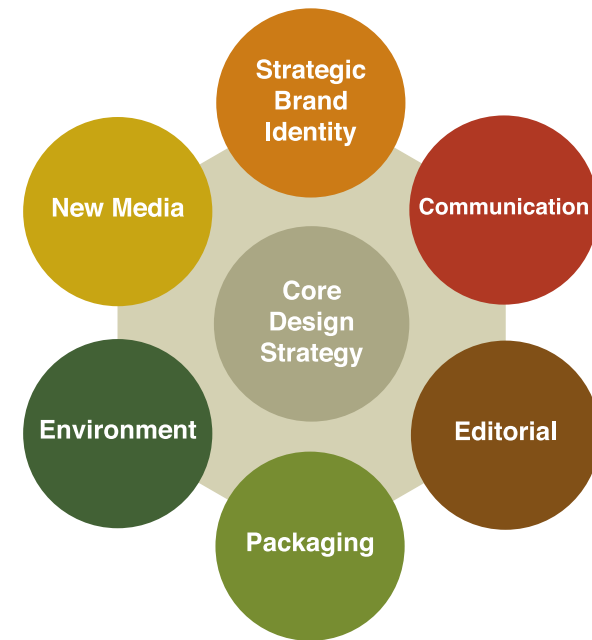 Strategic
Brand
Identity
New Media
Communication
Core
Design
Strategy
Environment
Editorial
Packaging